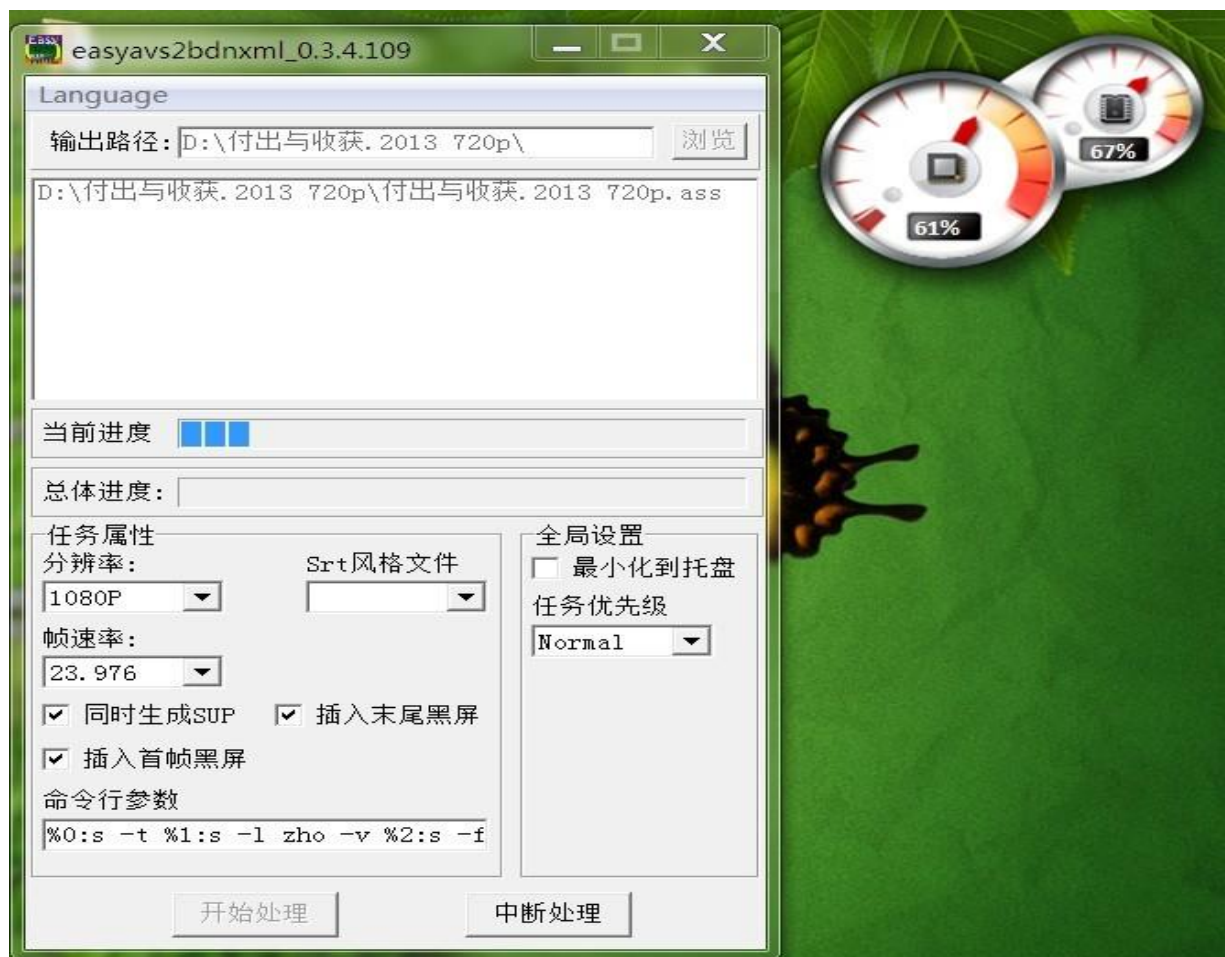 easyavs2bdnxml_0.3.4.109
Language
输出路径: D:\付出与收获.2013 720p\ 浏览
D:\付出与收获.2013 720p\付出与收获.2013 720p.ass
当前进度
总体进度:
任务属性
分辨率: Srt风格文件
1080P
帧速率:
23.976
同时生成SUP 插入末尾黑屏
插入首帧黑屏
命令行参数
%0:s -t %1:s -l zho -v %2:s -f
全局设置
最小化到托盘
任务优先级
Normal
开始处理 中断处理
67%
61%